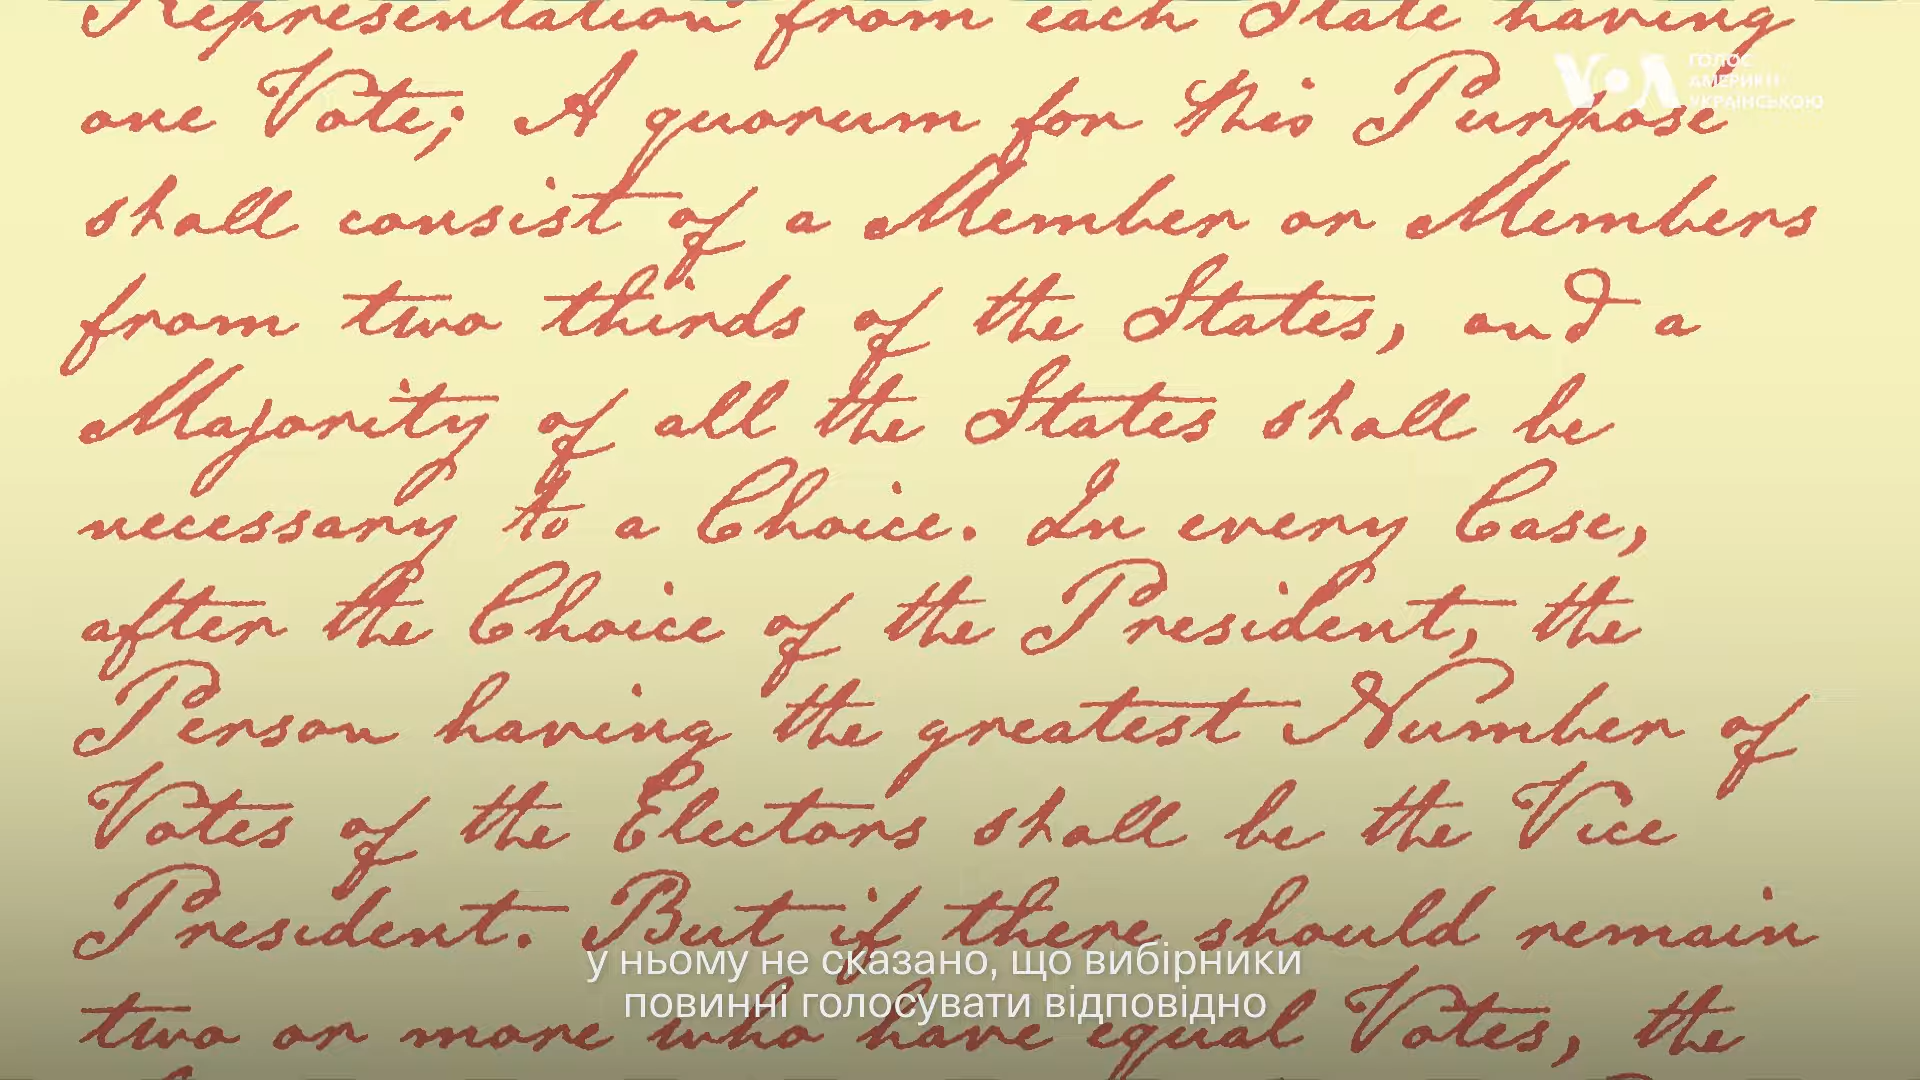 Representation from each State having
VOA ГОЛОС
АМЕРИКИ
УКРАЇНСЬКОЮ
one Vote; A quorum for this Purpose
shall consist of a Member or Members
from two thirds of the States, and a
Majority of all the States shall be
necessary to a Choice. In every Case,
after the Choice of the President, the
Person having the greatest Number of
Votes of the Electors shall be the Vice
President. But if there should remain
у ньому не сказано, що вибірники
повинні голосувати відповідно
two or more who have equal Votes, the